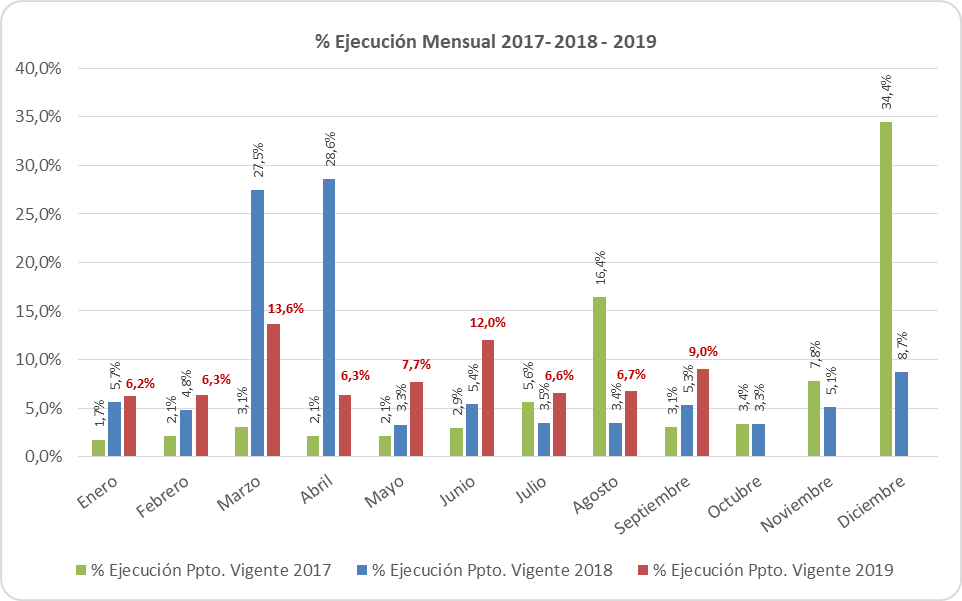 % Ejecución Mensual 2017- 2018 - 2019
40,0%
35,0%
30,0%
25,0%
20,0%
15,0%
10,0%
5,0%
0,0%
1,7%
5,7%
6,2%
2,1%
4,8%
6,3%
3,1%
27,5%
13,6%
2,1%
28,6%
6,3%
2,1%
3,3%
7,7%
2,9%
5,4%
12,0%
5,6%
3,5%
6,6%
16,4%
3,4%
6,7%
3,1%
5,3%
9,0%
3,4%
3,3%
7,8%
5,1%
34,4%
8,7%
Enero
Febrero
Marzo
Abril
Mayo
Junio
Julio
Agosto
Septiembre
Octubre
Noviembre
Diciembre
% Ejecución Ppto. Vigente 2017
% Ejecución Ppto. Vigente 2018
% Ejecución Ppto. Vigente 2019